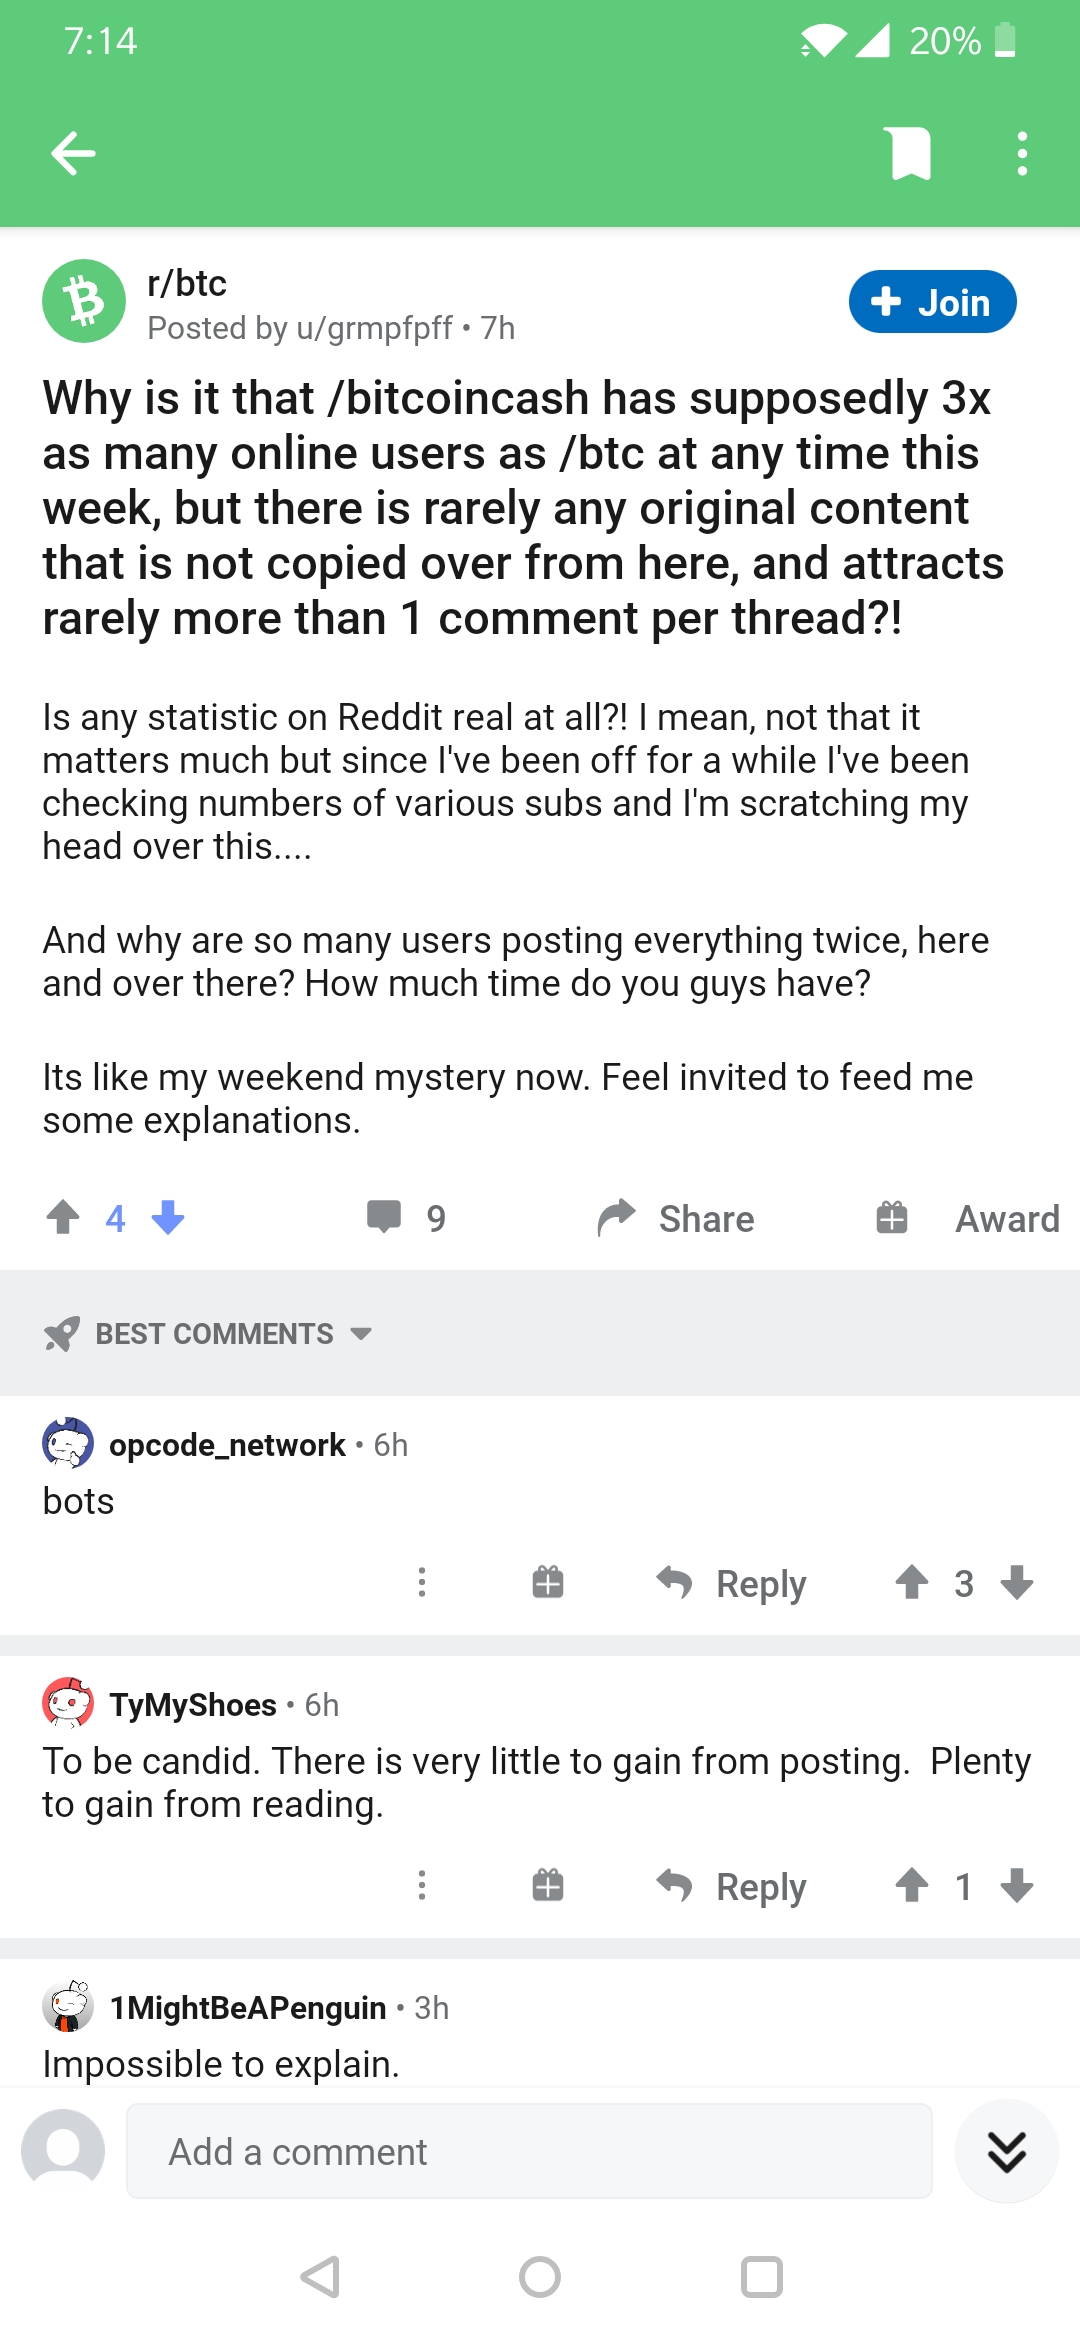 7:14
20%
r/btc
Join
Posted by u/grmpfpff • 7h
Why is it that /bitcoincash has supposedly 3x
as many online users as /btc at any time this
week, but there is rarely any original content
that is not copied over from here, and attracts
rarely more than 1 comment per thread?!
Is any statistic on Reddit real at all?! I mean, not that it
matters much but since I've been off for a while I've been
checking numbers of various subs and I'm scratching my
head over this....
And why are so many users posting everything twice, here
and over there? How much time do you guys have?
Its like my weekend mystery now. Feel invited to feed me
some explanations.
4 9 Share Award
BEST COMMENTS
opcode_network • 6h
bots
Reply 3
TyMyShoes • 6h
To be candid. There is very little to gain from posting.  Plenty
to gain from reading.
Reply 1
1MightBeAPenguin • 3h
Impossible to explain.
Add a comment